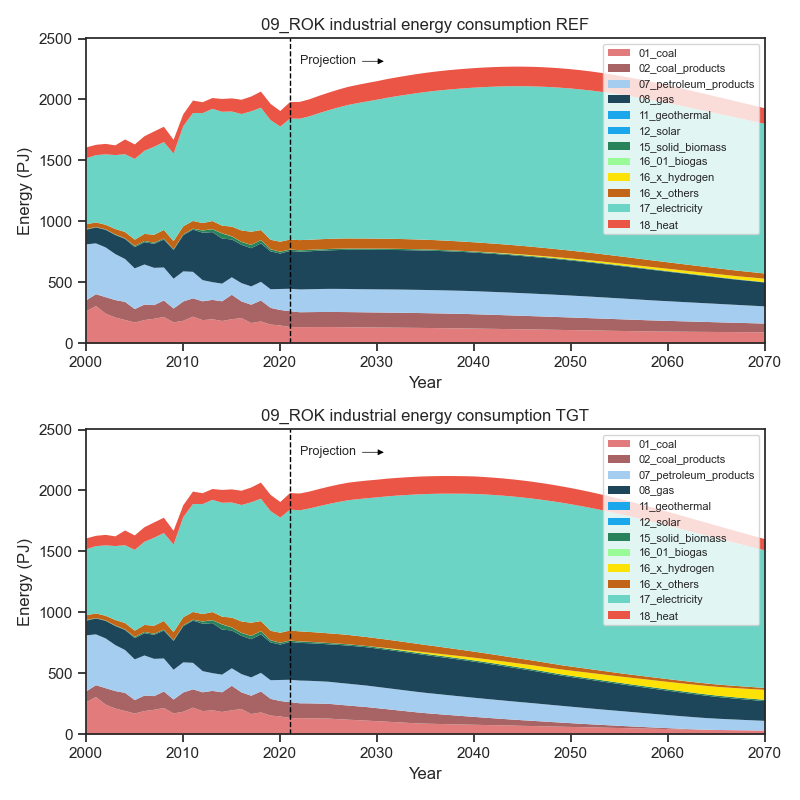 09_ROK industrial energy consumption REF
2500
2000
1500
1000
500
0
Energy (PJ)
Projection
01_coal
02_coal_products
07_petroleum_products
08_gas
11_geothermal
12_solar
15_solid_biomass
16_01_biogas
16_x_hydrogen
16_x_others
17_electricity
18_heat
2000 2010 2020 2030 2040 2050 2060 2070
Year
09_ROK industrial energy consumption TGT
2500
2000
1500
1000
500
0
Energy (PJ)
Projection
01_coal
02_coal_products
07_petroleum_products
08_gas
11_geothermal
12_solar
15_solid_biomass
16_01_biogas
16_x_hydrogen
16_x_others
17_electricity
18_heat
2000 2010 2020 2030 2040 2050 2060 2070
Year